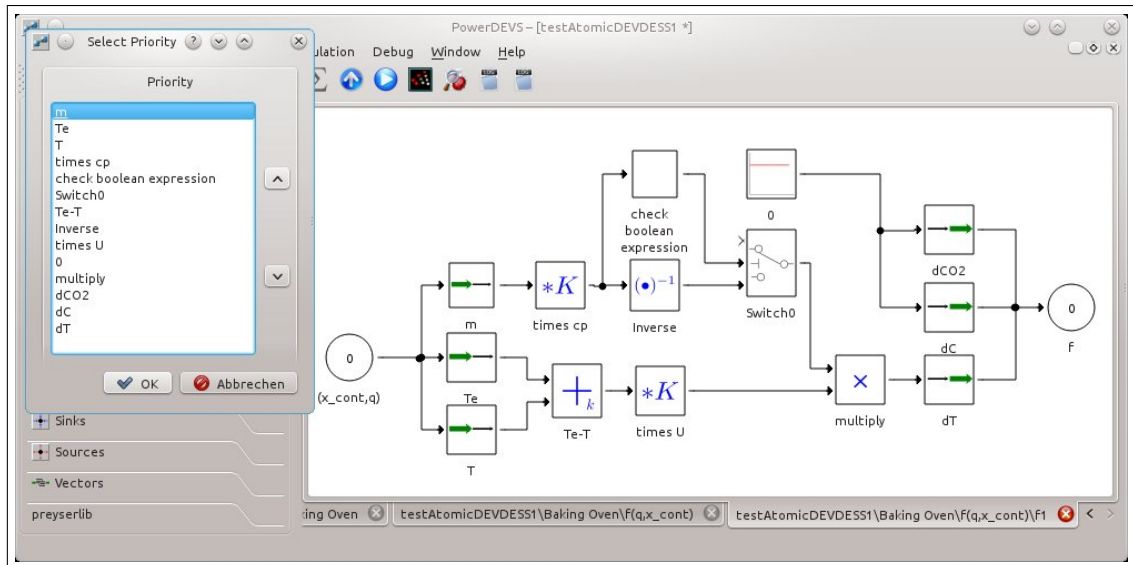 PowerDEVS – [testAtomicDEVDESS1 *]
Select Priority
ulation Debug Window Help
Priority
m
Te
T
times cp
check boolean expression
Switch0
Te-T
Inverse
times U
0
multiply
dCO2
dC
dT
OK
Abbrechen
Sinks
Sources
Vectors
preyserlib
check
boolean
expression
0
dCO2
*K
(•)⁻¹
m
times cp
Inverse
Switch0
0
0
dC
f
(x_cont,q)
Te
+k
*K
×
T
Te-T
times U
multiply
dT
ing Oven
testAtomicDEVDESS1\Baking Oven\f(q,x_cont)
testAtomicDEVDESS1\Baking Oven\f(q,x_cont)\f1